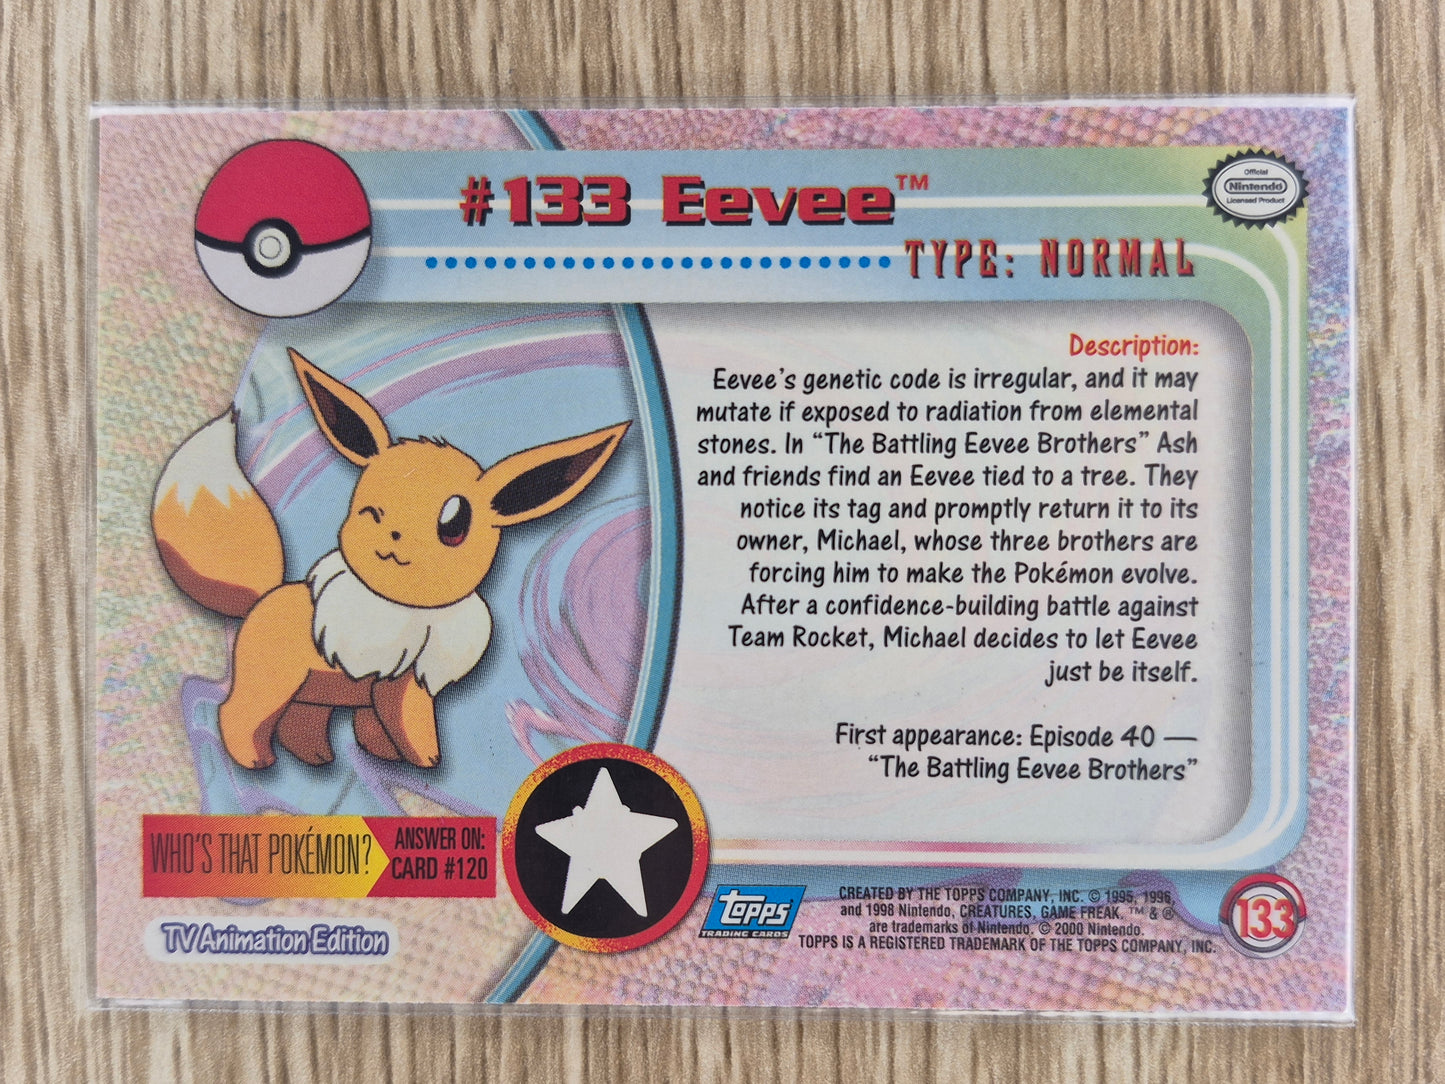 #133 Eevee™
TYPE: NORMAL
Official
Nintendo
Licensed Product
Description:
Eevee's genetic code is irregular, and it may
mutate if exposed to radiation from elemental
stones. In “The Battling Eevee Brothers” Ash
and friends find an Eevee tied to a tree. They
notice its tag and promptly return it to its
owner, Michael, whose three brothers are
forcing him to make the Pokémon evolve.
After a confidence-building battle against
Team Rocket, Michael decides to let Eevee
just be itself.
First appearance: Episode 40 —
“The Battling Eevee Brothers”
WHO'S THAT POKÉMON?
ANSWER ON:
CARD #120
TV Animation Edition
topps
TRADING CARDS
CREATED BY THE TOPPS COMPANY, INC. © 1995, 1996,
and 1998 Nintendo, CREATURES, GAME FREAK. ™ & ®
are trademarks of Nintendo. © 2000 Nintendo.
TOPPS IS A REGISTERED TRADEMARK OF THE TOPPS COMPANY, INC.
133